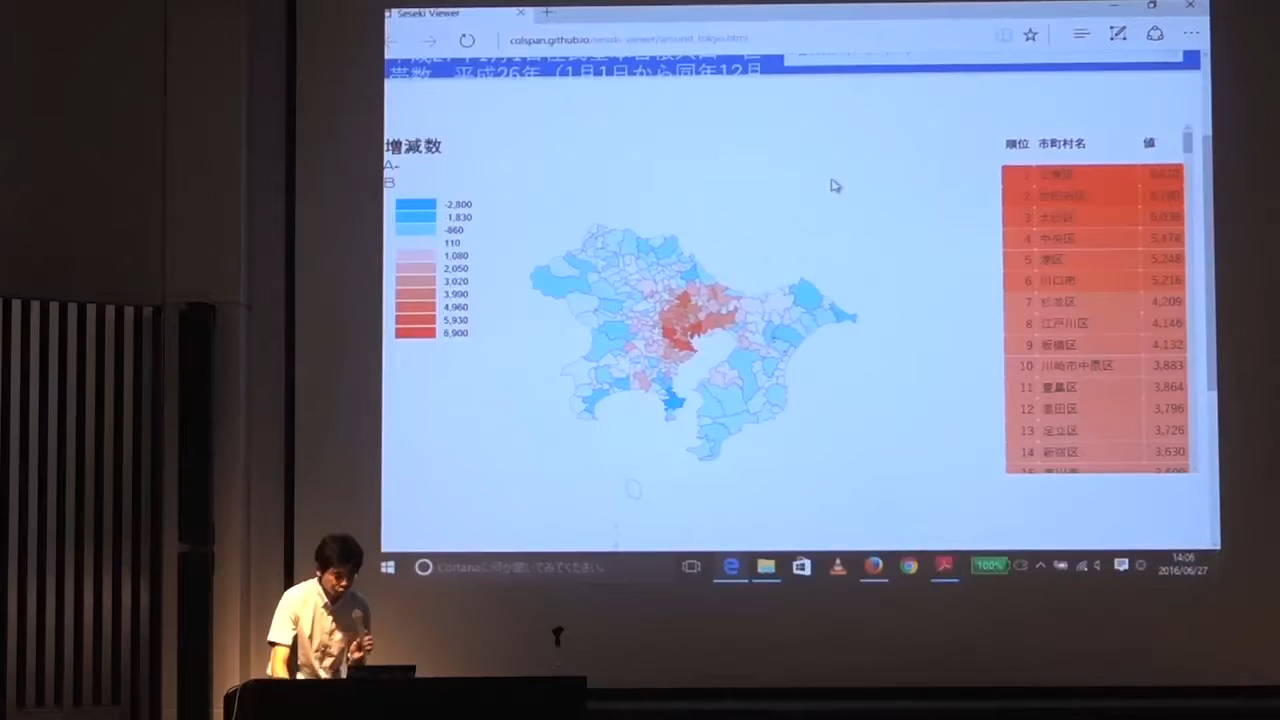 Seseki Viewer
colspan.github.io/seseki_viewer/around_tokyo.html
帯数、平成26年（1月1日から同年12月
増減数
A-
B
-2,800
-1,830
-860
110
1,080
2,050
3,020
3,990
4,960
5,930
6,900
順位 市町村名 値
1
2 世田谷区
3 大田区 6,036
4 中央区 5,878
5 港区 5,248
6 川口市 5,216
7 杉並区 4,209
8 江戸川区 4,146
9 板橋区 4,132
10 川崎市中原区 3,883
11 豊島区 3,864
12 墨田区 3,796
13 足立区 3,726
14 新宿区 3,630
Cortanaに何か聞いてみてください。
100%
14:06
2016/06/27